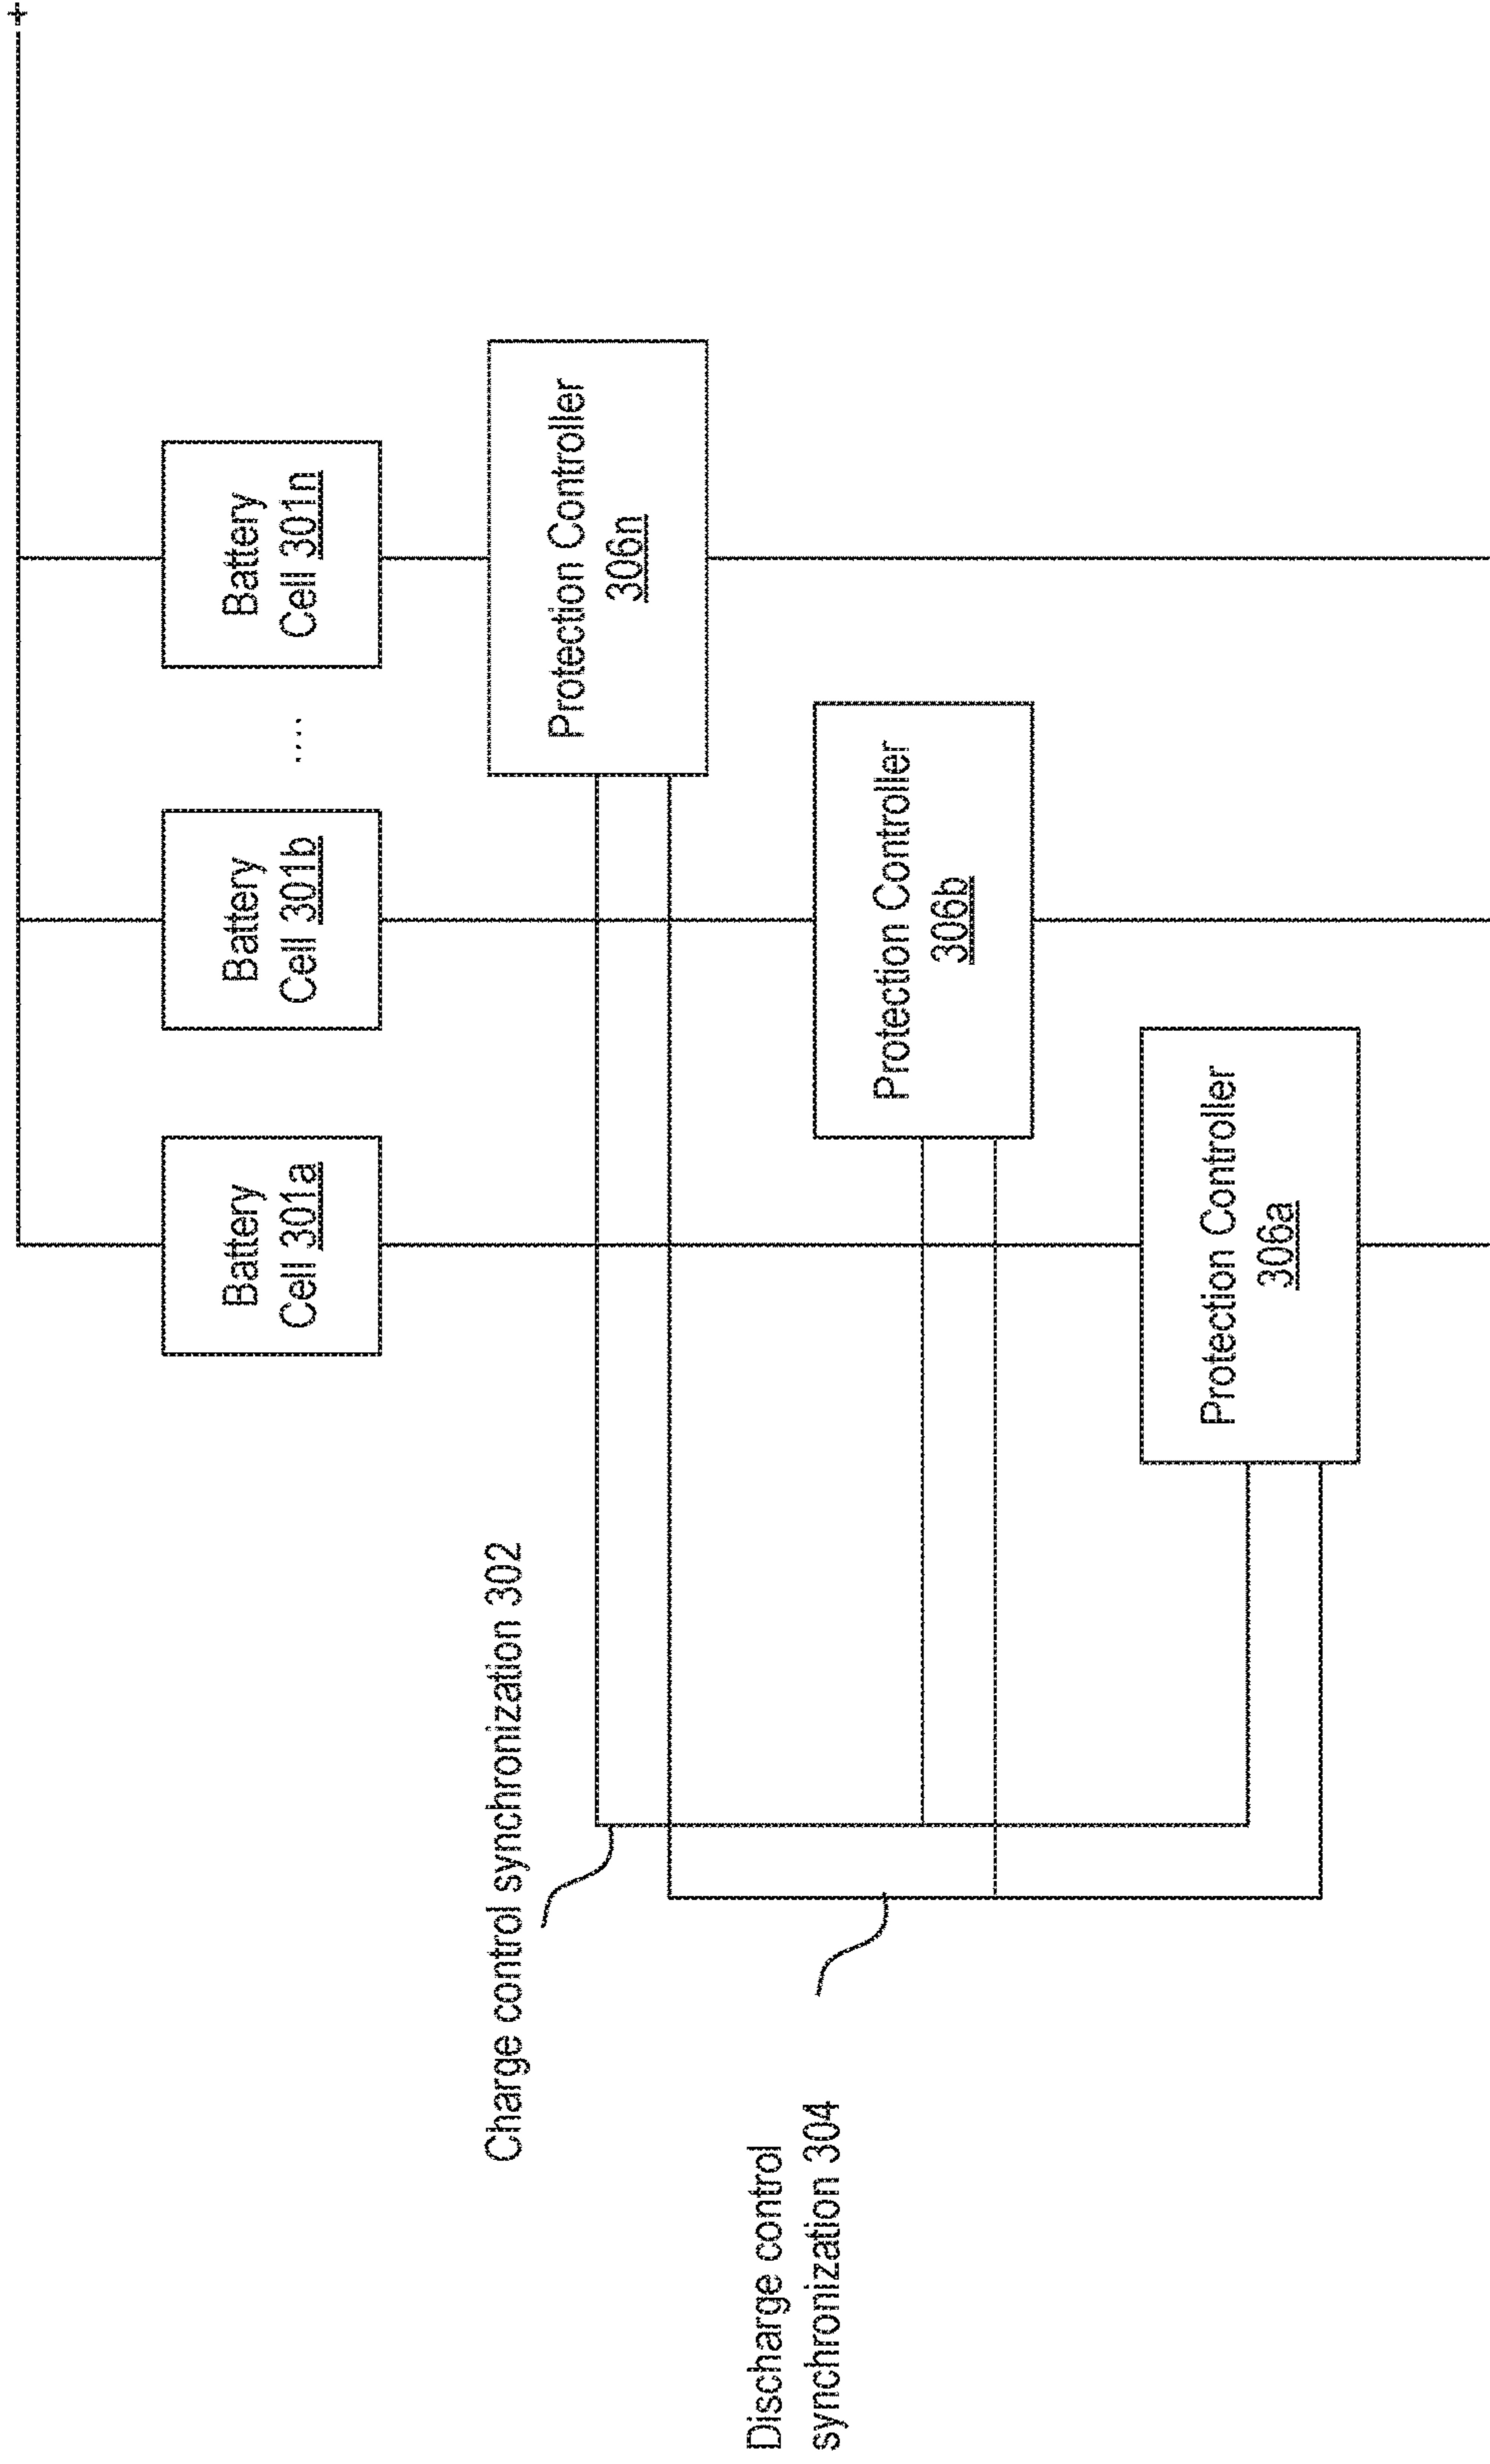 +
Battery
Cell 301a
Battery
Cell 301b
....
Battery
Cell 301n
Charge control synchronization 302
Protection Controller
306n
Discharge control
synchronization 304
Protection Controller
306b
Protection Controller
306a